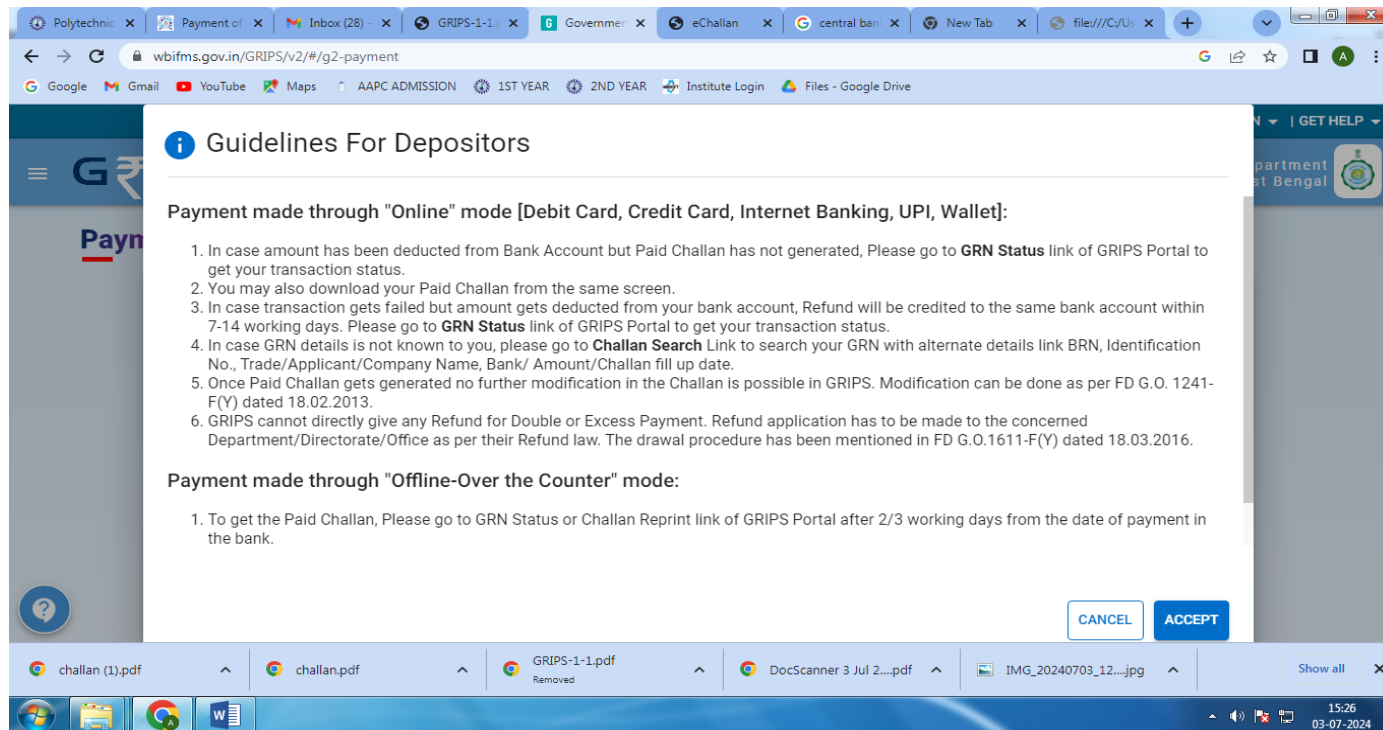 Polytechnic
Payment of
Inbox (28) -
GRIPS-1-1.p
Governmen
eChallan
central ban
New Tab
file:///C:/Us
wbifms.gov.in/GRIPS/v2/#/g2-payment
Google
Gmail
YouTube
Maps
AAPC ADMISSION
1ST YEAR
2ND YEAR
Institute Login
Files - Google Drive
N
| GET HELP
G₹
partment
st Bengal
Paym
Guidelines For Depositors
Payment made through "Online" mode [Debit Card, Credit Card, Internet Banking, UPI, Wallet]:
1. In case amount has been deducted from Bank Account but Paid Challan has not generated, Please go to GRN Status link of GRIPS Portal to
get your transaction status.
2. You may also download your Paid Challan from the same screen.
3. In case transaction gets failed but amount gets deducted from your bank account, Refund will be credited to the same bank account within
7-14 working days. Please go to GRN Status link of GRIPS Portal to get your transaction status.
4. In case GRN details is not known to you, please go to Challan Search Link to search your GRN with alternate details link BRN, Identification
No., Trade/Applicant/Company Name, Bank/ Amount/Challan fill up date.
5. Once Paid Challan gets generated no further modification in the Challan is possible in GRIPS. Modification can be done as per FD G.O. 1241-
F(Y) dated 18.02.2013.
6. GRIPS cannot directly give any Refund for Double or Excess Payment. Refund application has to be made to the concerned
Department/Directorate/Office as per their Refund law. The drawal procedure has been mentioned in FD G.O.1611-F(Y) dated 18.03.2016.
Payment made through "Offline-Over the Counter" mode:
1. To get the Paid Challan, Please go to GRN Status or Challan Reprint link of GRIPS Portal after 2/3 working days from the date of payment in
the bank.
CANCEL
ACCEPT
challan (1).pdf
challan.pdf
GRIPS-1-1.pdf
Removed
DocScanner 3 Jul 2....pdf
IMG_20240703_12....jpg
Show all
15:26
03-07-2024